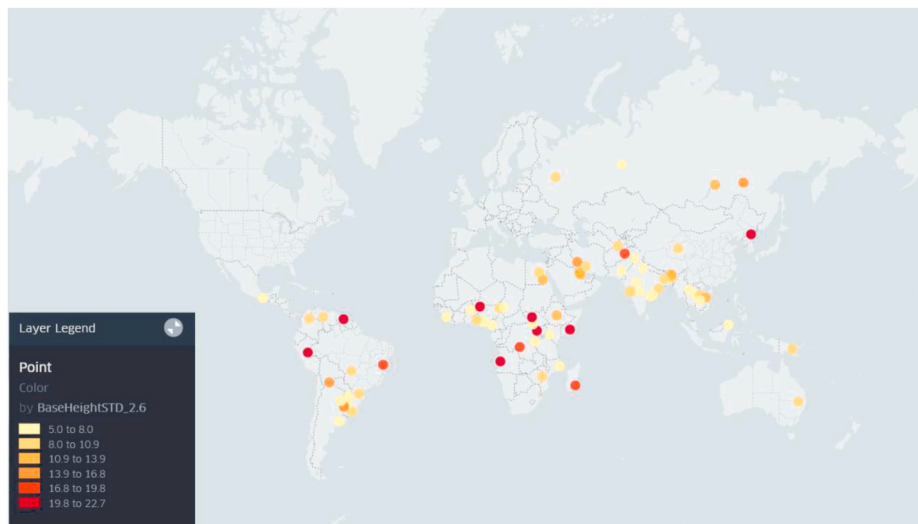 Layer Legend
Point
Color
by BaseHeightSTD_2.6
5.0 to 8.0
8.0 to 10.9
10.9 to 13.9
13.9 to 16.8
16.8 to 19.8
19.8 to 22.7